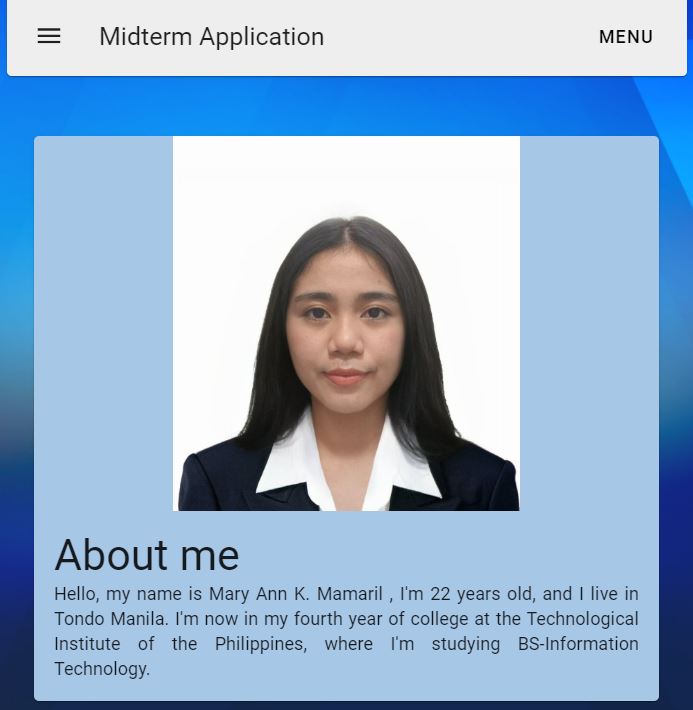 Midterm Application
MENU
About me
Hello, my name is Mary Ann K. Mamaril , I'm 22 years old, and I live in
Tondo Manila. I'm now in my fourth year of college at the Technological
Institute of the Philippines, where I'm studying BS-Information
Technology.